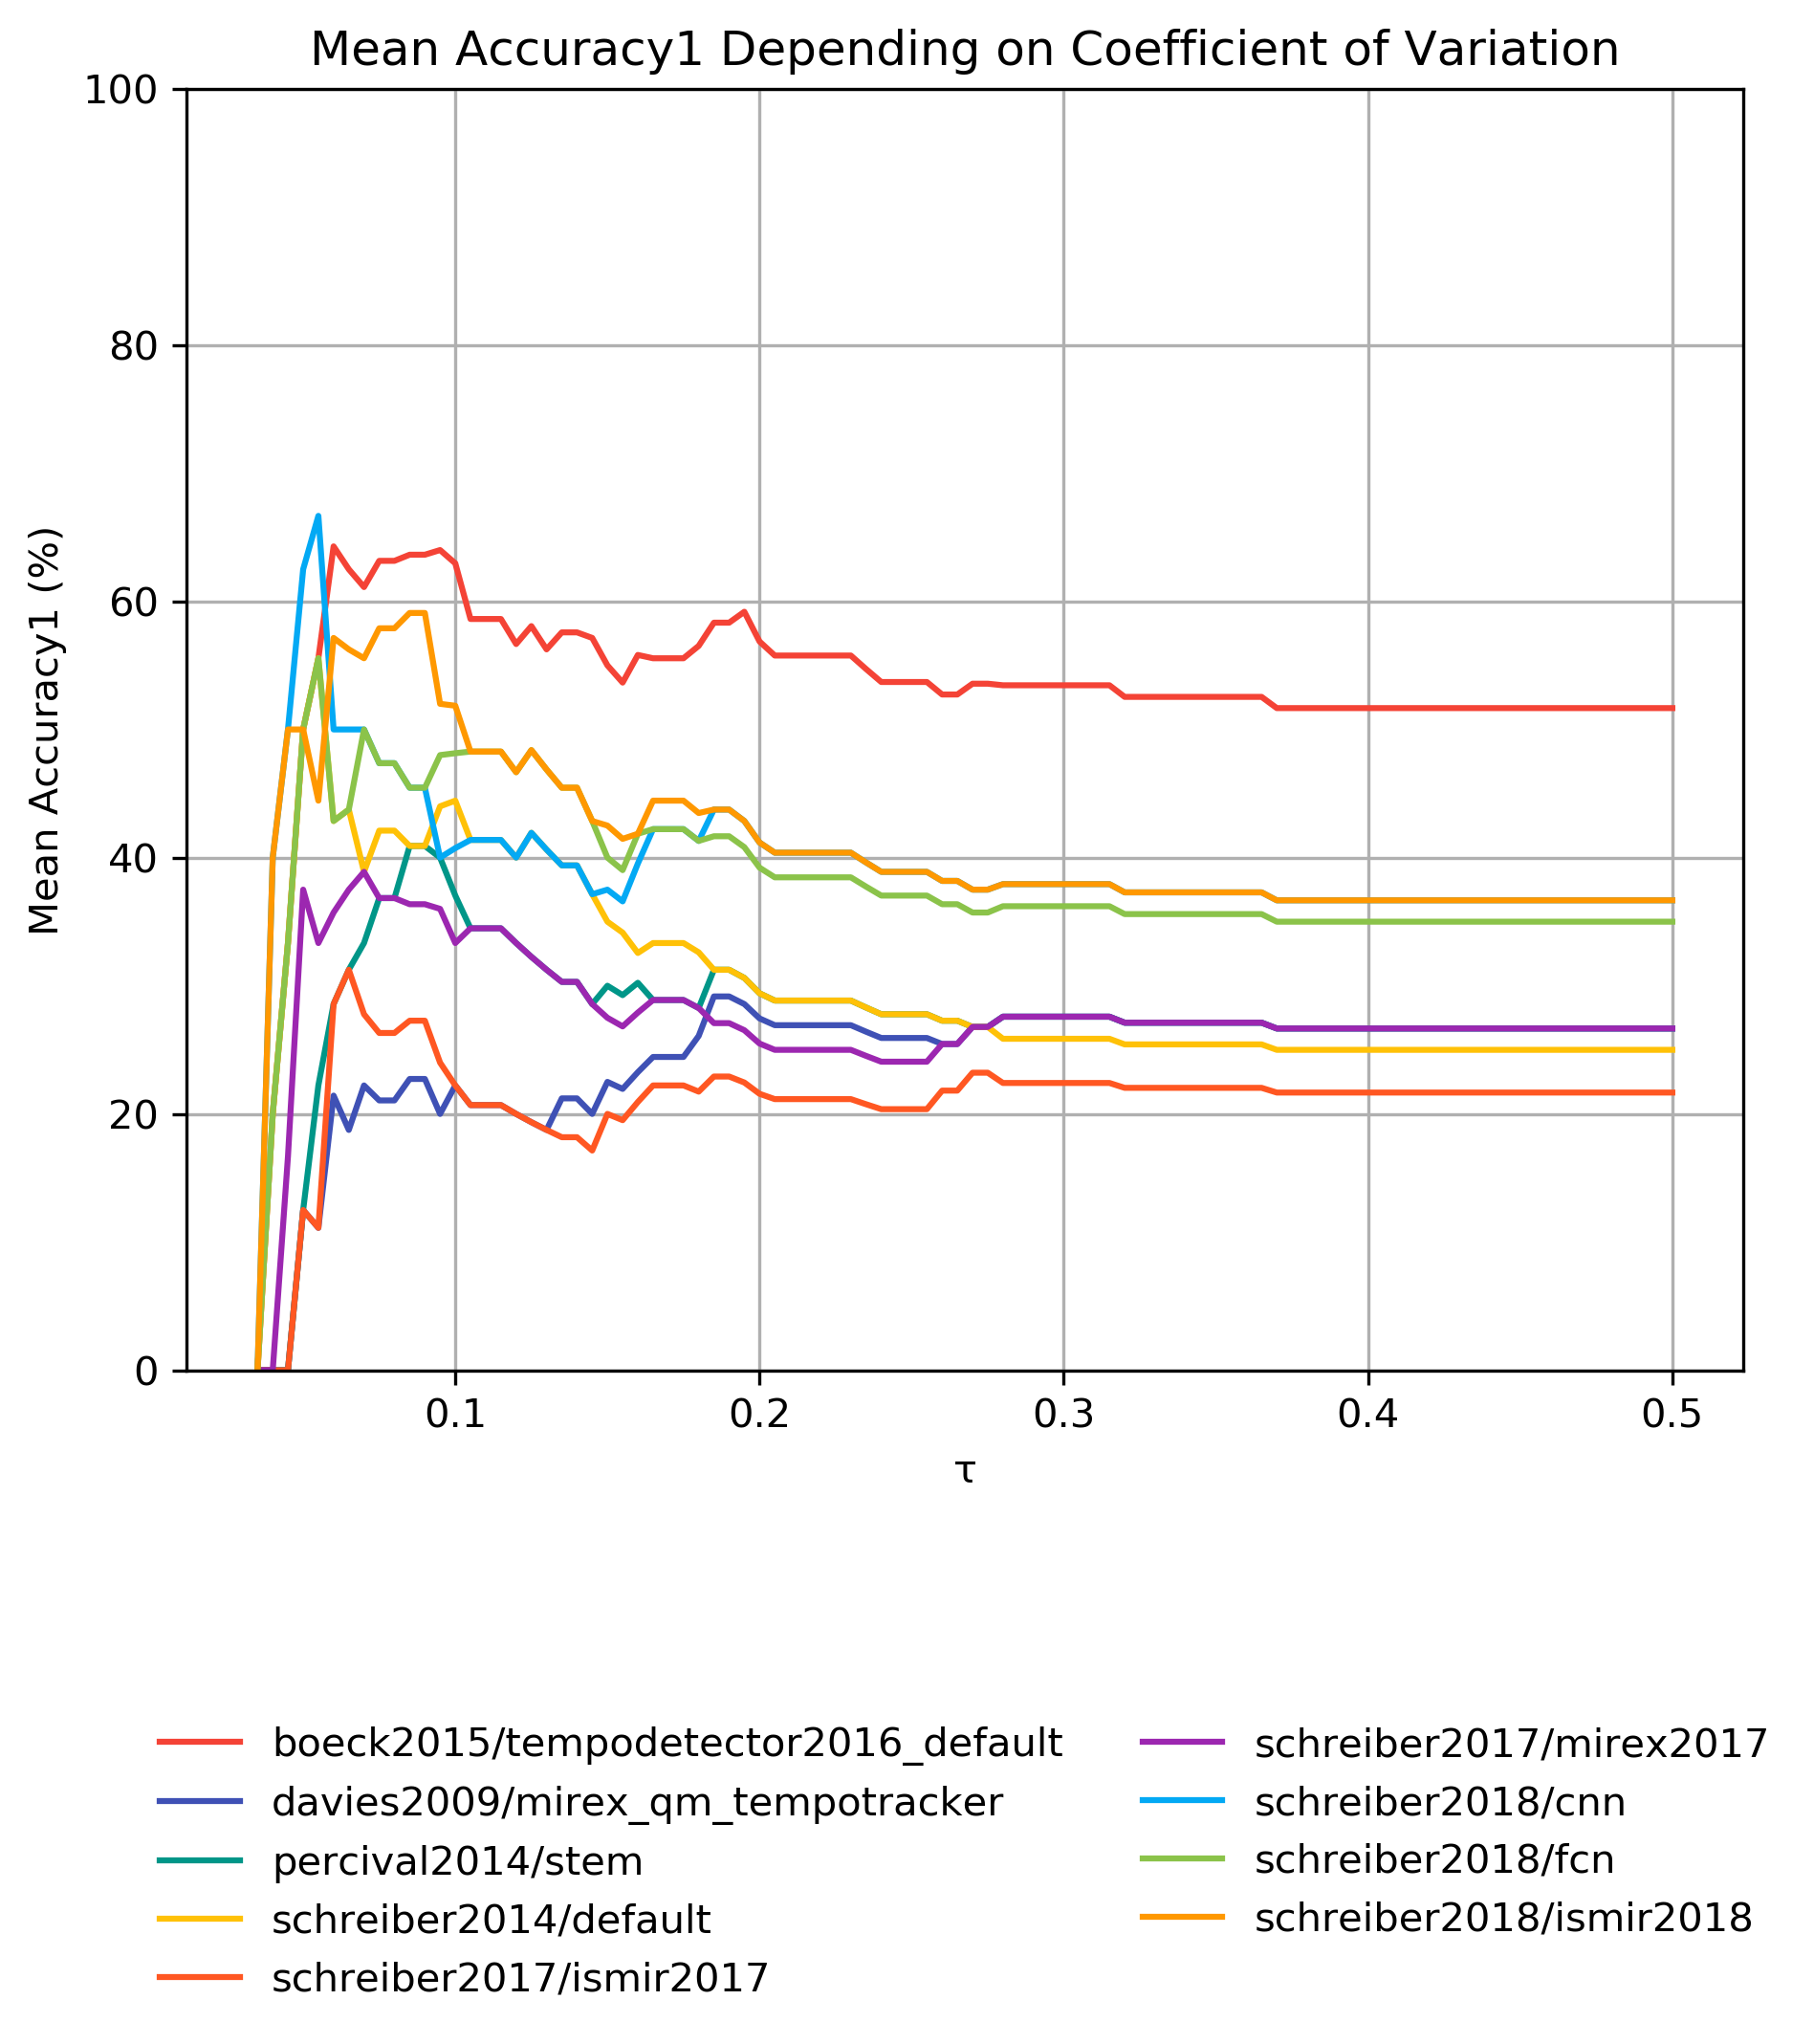 Mean Accuracy1 Depending on Coefficient of Variation
100
80
60
40
20
0
Mean Accuracy1 (%)
0.1 0.2 0.3 0.4 0.5
τ
boeck2015/tempodetector2016_default
davies2009/mirex_qm_tempotracker
percival2014/stem
schreiber2014/default
schreiber2017/ismir2017
schreiber2017/mirex2017
schreiber2018/cnn
schreiber2018/fcn
schreiber2018/ismir2018